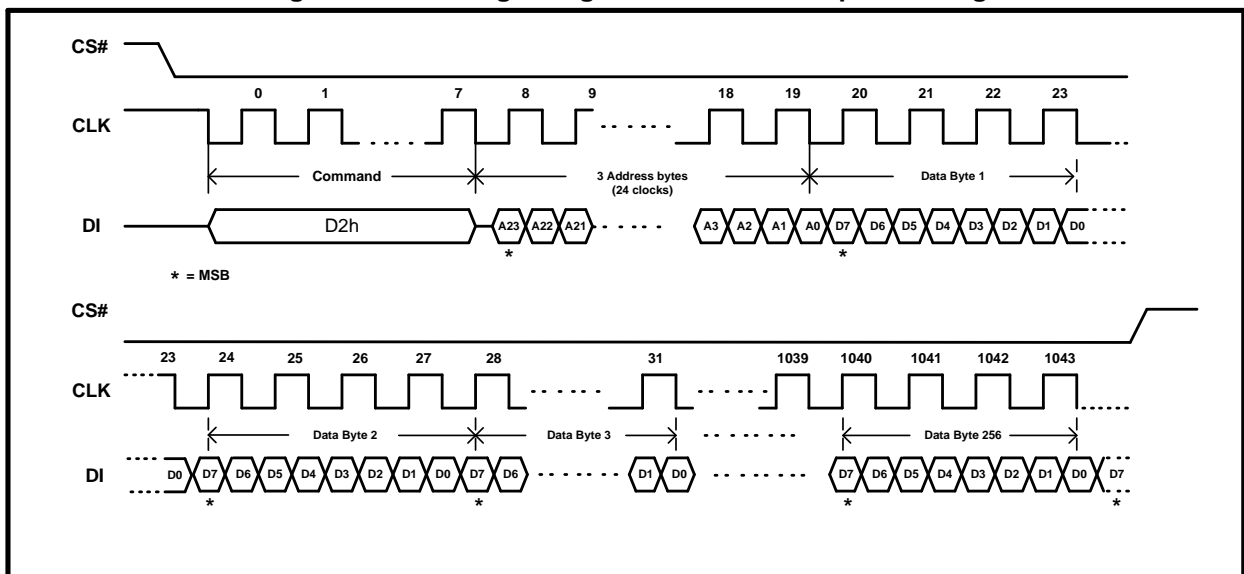 CS#
0 1 7 8 9 18 19 20 21 22 23
CLK
Command 3 Address bytes Data Byte 1
(24 clocks)
DI D2h A23 A22 A21 A3 A2 A1 A0 D7 D6 D5 D4 D3 D2 D1 D0
* *
* = MSB
CS#
23 24 25 26 27 28 31 1039 1040 1041 1042 1043
CLK
Data Byte 2 Data Byte 3 Data Byte 256
DI D0 D7 D6 D5 D4 D3 D2 D1 D0 D7 D6 D1 D0 D7 D6 D5 D4 D3 D2 D1 D0 D7
* * * *